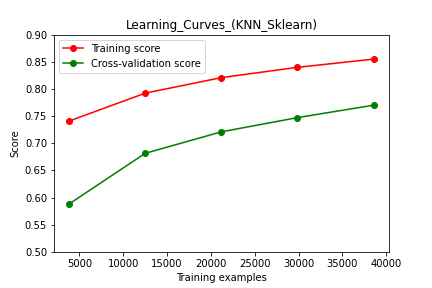 Learning_Curves_(KNN_Sklearn)
Training score
Cross-validation score
0.90
0.85
0.80
0.75
0.70
0.65
0.60
0.55
0.50
Score
5000 10000 15000 20000 25000 30000 35000 40000
Training examples